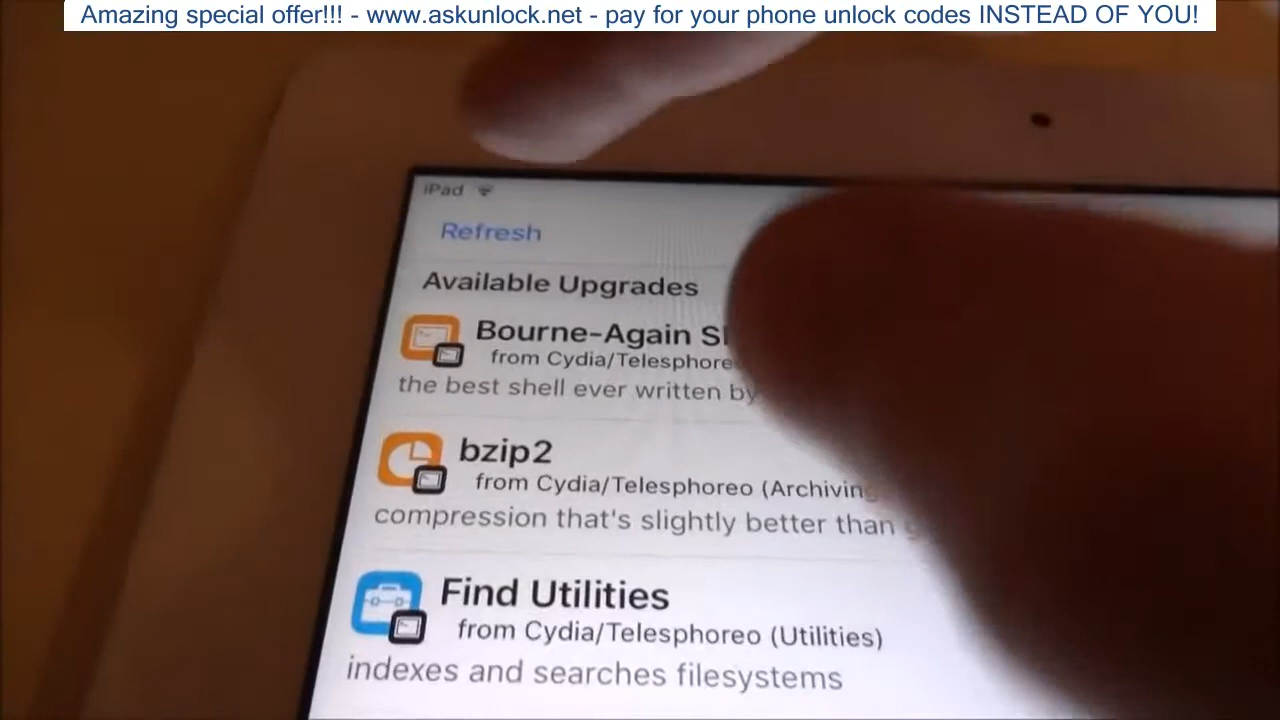 Amazing special offer!!! - www.askunlock.net - pay for your phone unlock codes INSTEAD OF YOU!
iPad
Refresh
Available Upgrades
Bourne-Again
from Cydia/Telesphoreo
the best shell ever written by
bzip2
from Cydia/Telesphoreo (Archiving
compression that's slightly better than
Find Utilities
from Cydia/Telesphoreo (Utilities)
indexes and searches filesystems